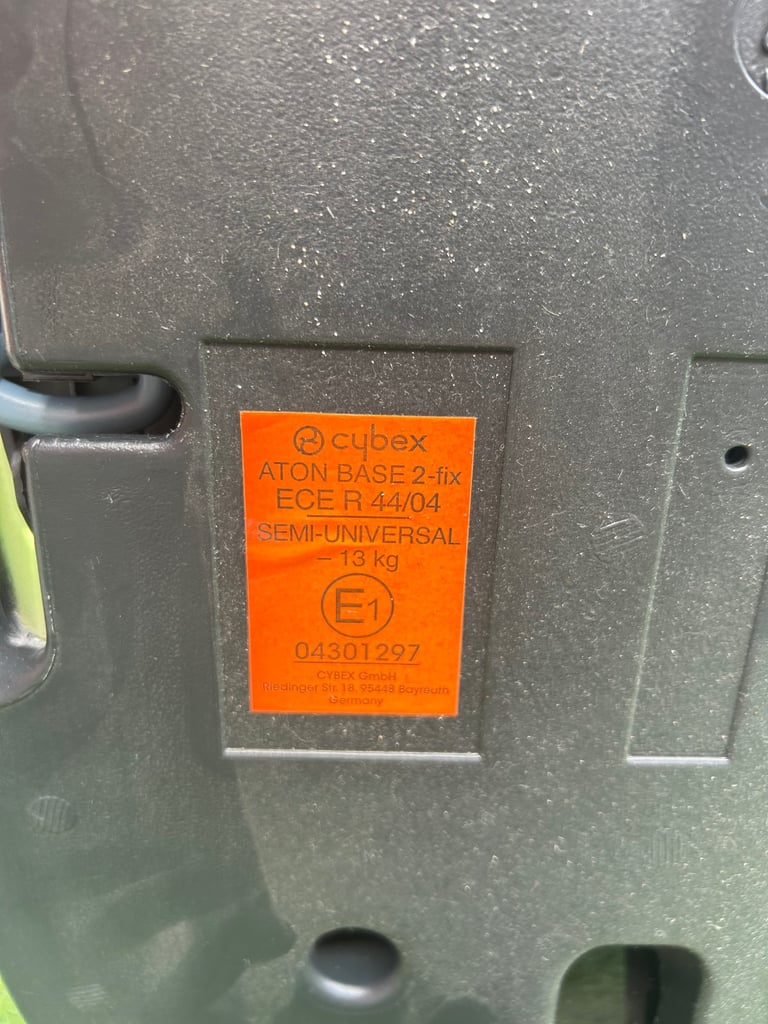 cybex
ATON BASE 2-fix
ECE R 44/04
SEMI-UNIVERSAL
– 13 kg
E1
04301297
CYBEX GmbH
Riedinger Str. 18, 95448 Bayreuth
Germany